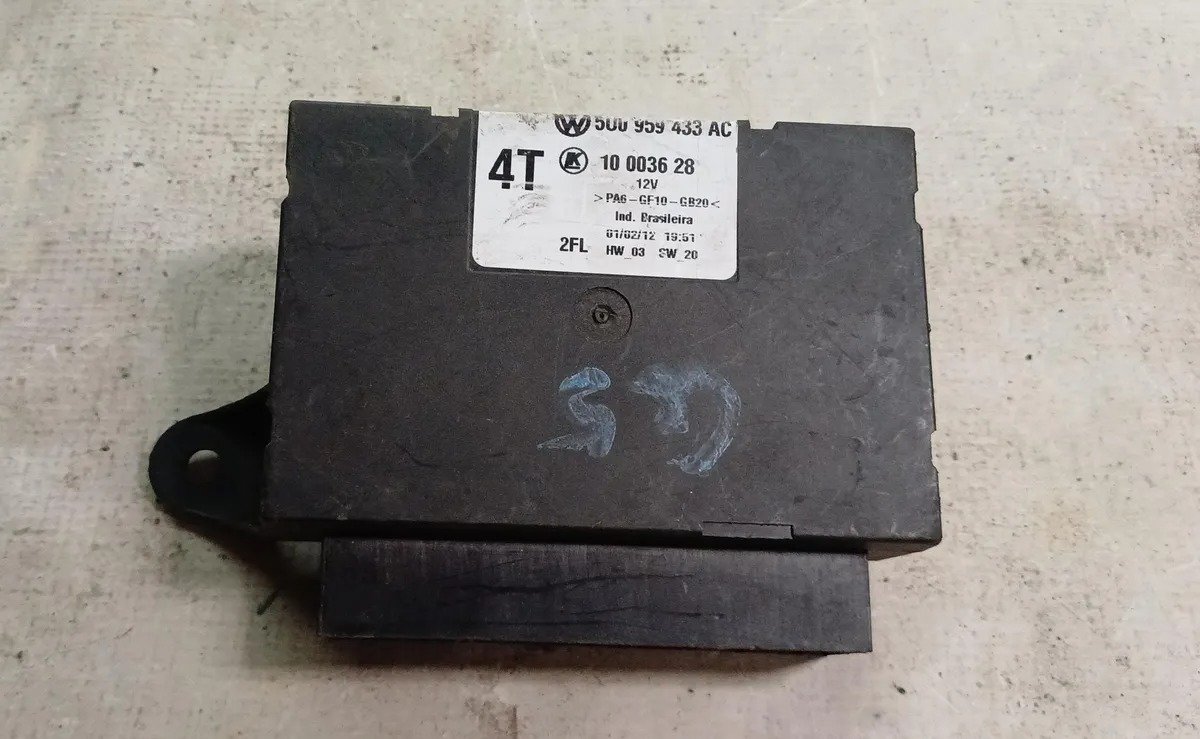 5U0 959 433 AC
4T
K 10 0036 28
12V
>PA6-GF10-GB20<
Ind. Brasileira
01/02/12 19:51
2FL HW_03 SW_20